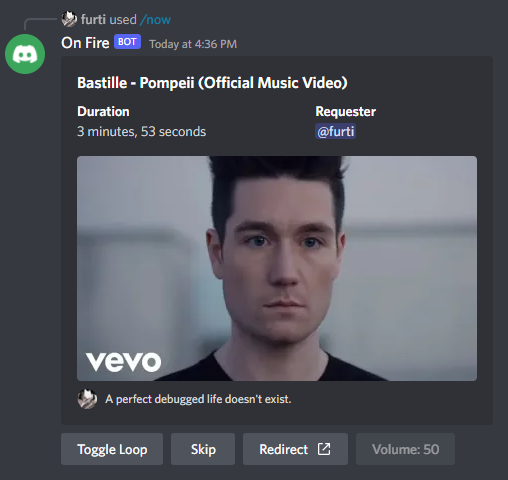 furti used /now
On Fire BOT Today at 4:36 PM
Bastille - Pompeii (Official Music Video)
Duration Requester
3 minutes, 53 seconds @furti
vevo
A perfect debugged life doesn't exist.
Toggle Loop Skip Redirect Volume: 50